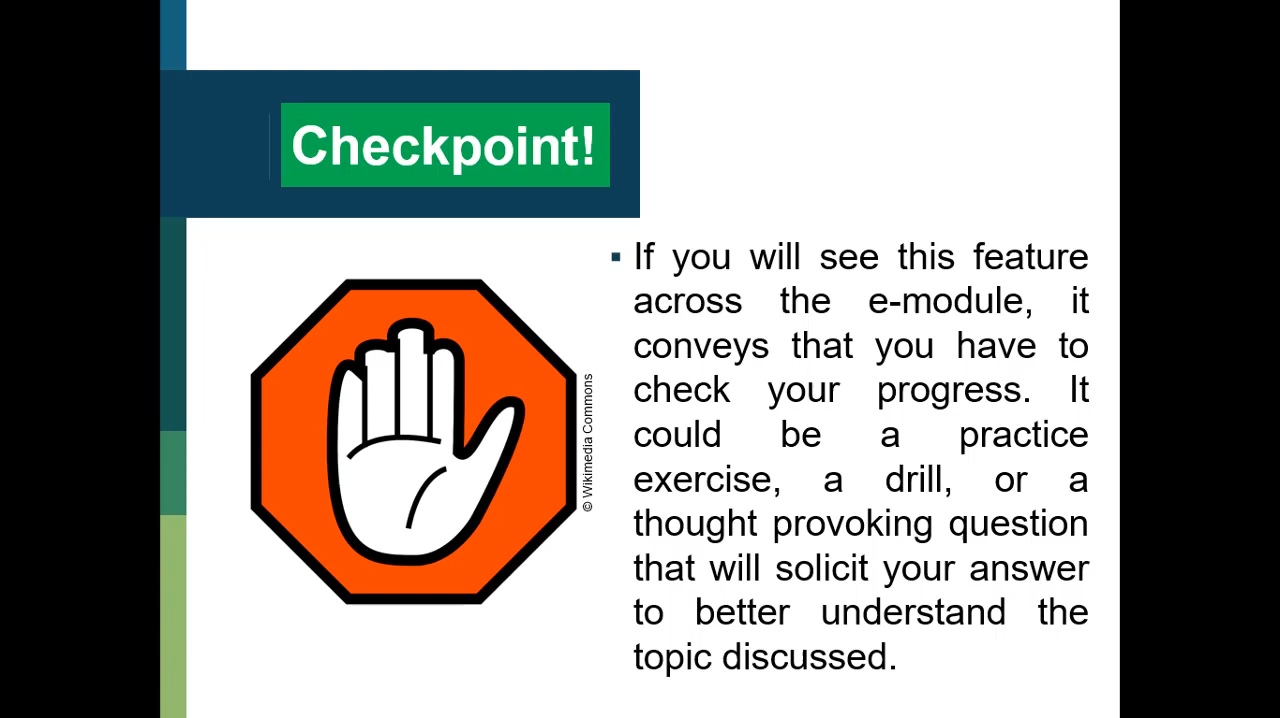 Checkpoint!
▪ If you will see this feature
across the e-module, it
conveys that you have to
check your progress. It
could be a practice
exercise, a drill, or a
thought provoking question
that will solicit your answer
to better understand the
topic discussed.
© Wikimedia Commons